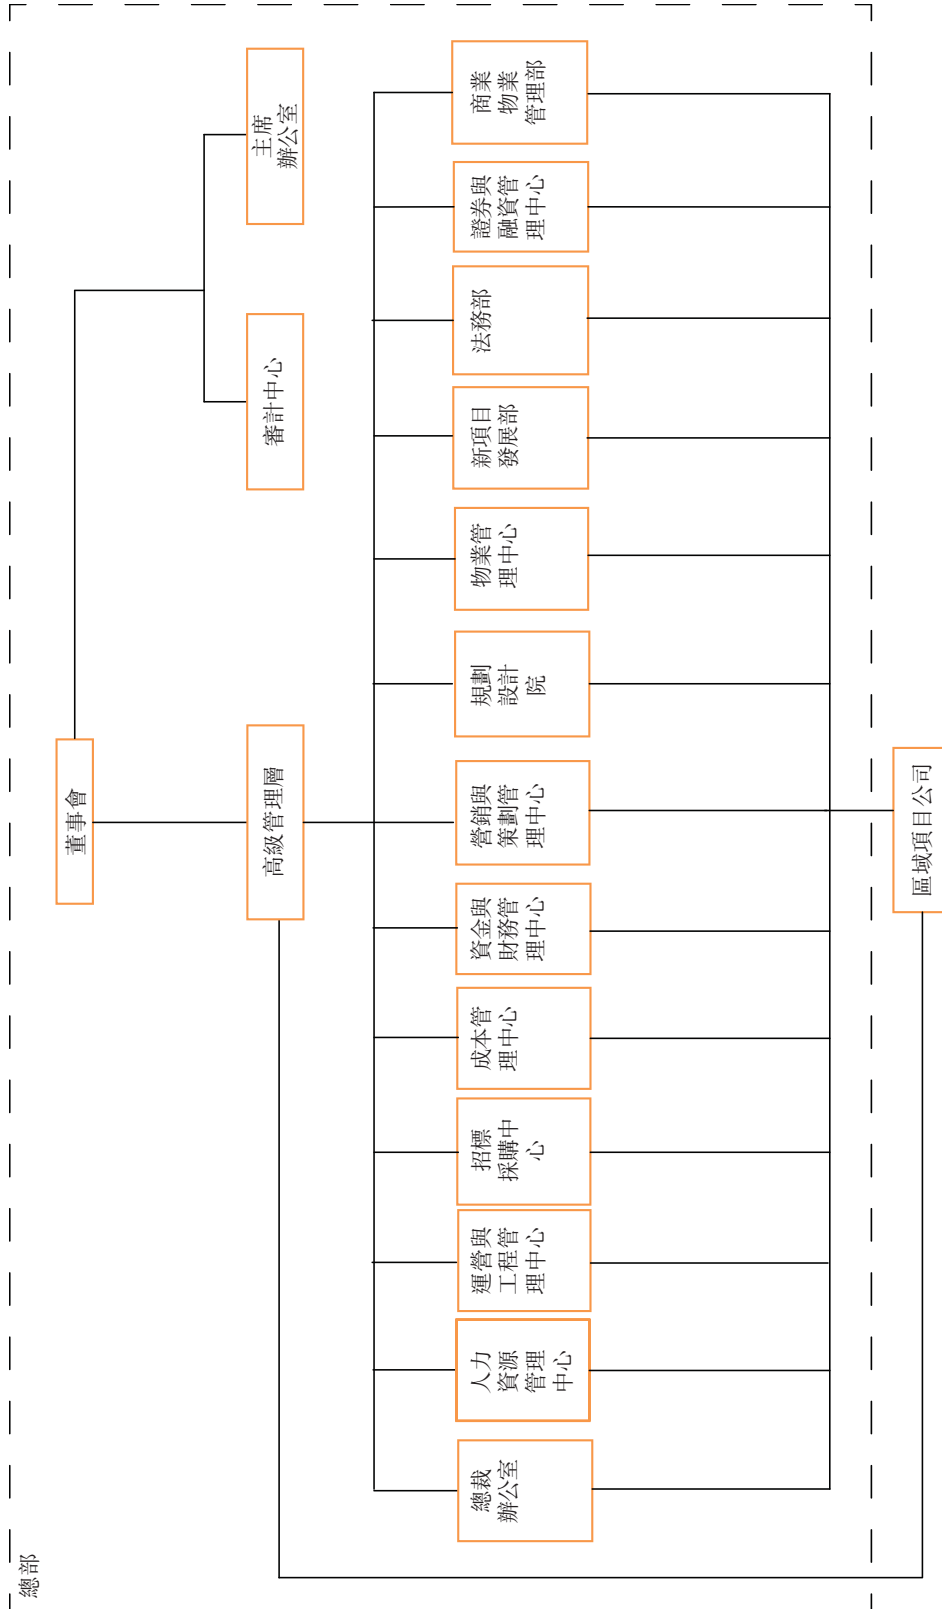 總部
董事會
高級管理層
審計中心
主席
辦公室
總裁
辦公室
人力
資源
管理
中心
運營與
工程管
理中心
招標
採購中
心
成本管
理中心
資金與
財務管
理中心
營銷與
策劃管
理中心
規劃
設計
院
物業管
理中心
新項目
發展部
法務部
證券與
融資管
理中心
商業
物業
管理部
區域項目公司